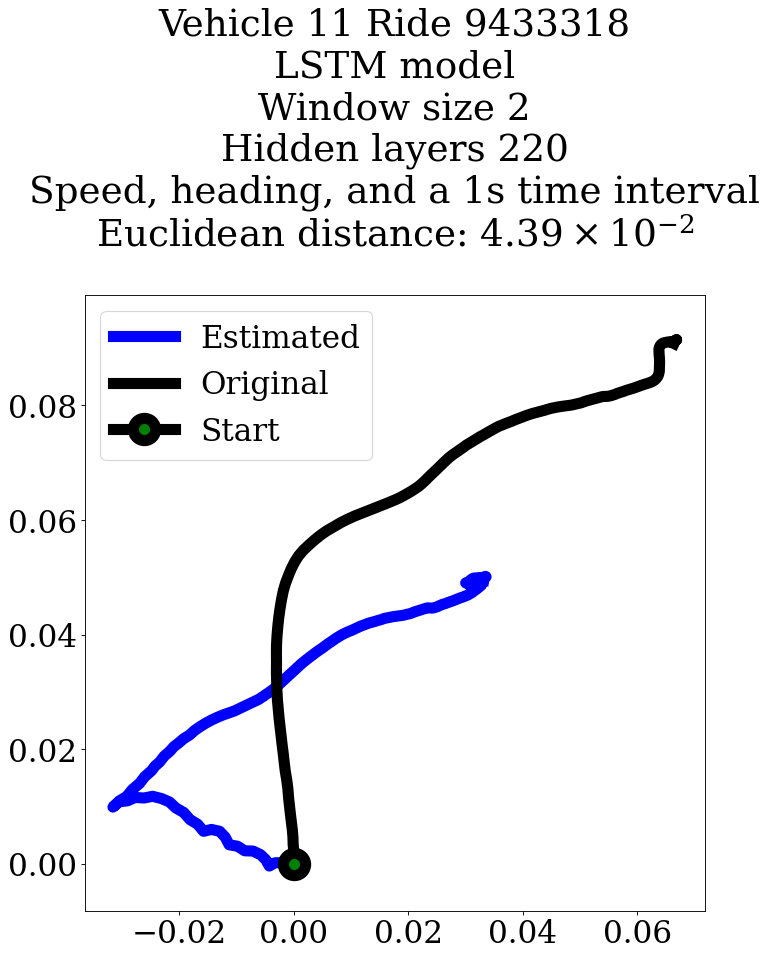 Vehicle 11 Ride 9433318
LSTM model
Window size 2
Hidden layers 220
Speed, heading, and a 1s time interval
Euclidean distance: 4.39 × 10⁻²
Estimated
Original
Start
0.08
0.06
0.04
0.02
0.00
−0.02 0.00 0.02 0.04 0.06